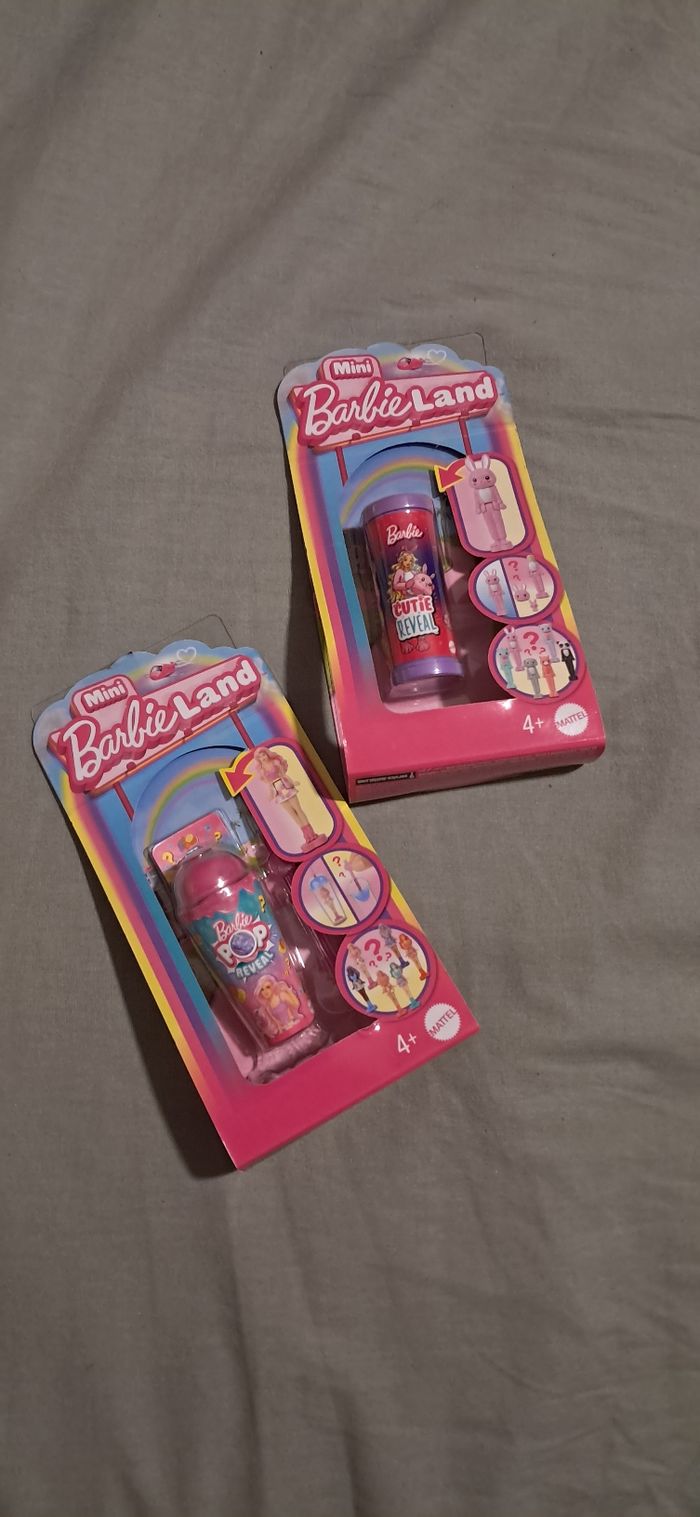 Mini
Barbie Land
Barbie
CUTiE
REVEAL
4+
MATTEL
Mini
Barbie Land
Barbie
POP
REVEAL
4+
MATTEL